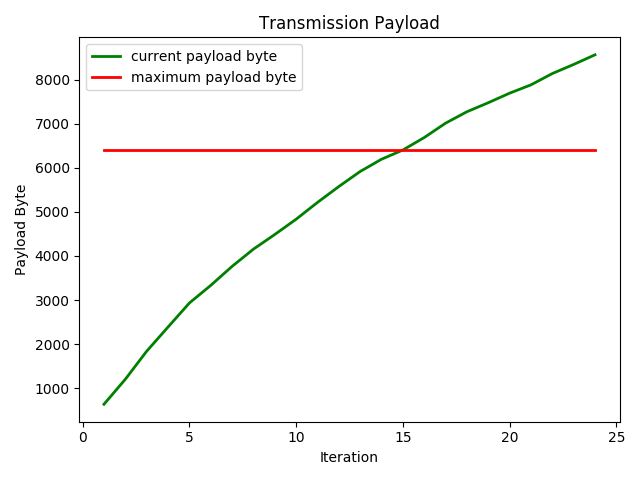 Transmission Payload
current payload byte
maximum payload byte
8000
7000
6000
5000
4000
3000
2000
1000
Payload Byte
0
5
10
15
20
25
Iteration